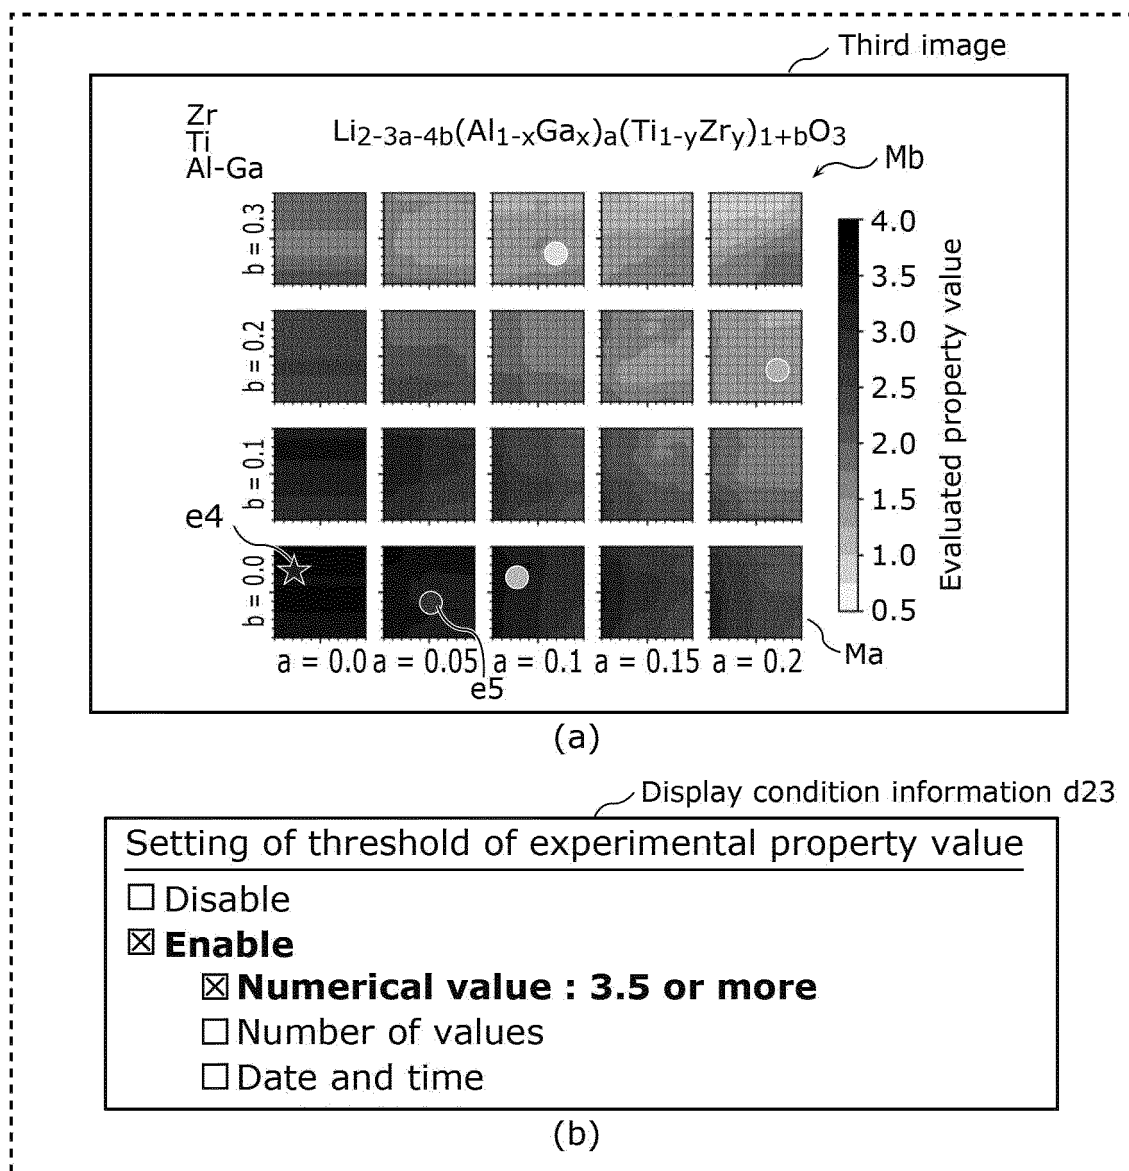 Third image
Zr
Ti
Al-Ga
Li2-3a-4b(Al1-xGax)a(Ti1-yZry)1+bO3
Mb
b = 0.3
b = 0.2
b = 0.1
b = 0.0
4.0
3.5
3.0
2.5
2.0
1.5
1.0
0.5
Evaluated property value
e4
a = 0.0 a = 0.05 a = 0.1 a = 0.15 a = 0.2
Ma
e5
(a)
Display condition information d23
Setting of threshold of experimental property value
☐ Disable
☒ Enable
☒ Numerical value : 3.5 or more
☐ Number of values
☐ Date and time
(b)